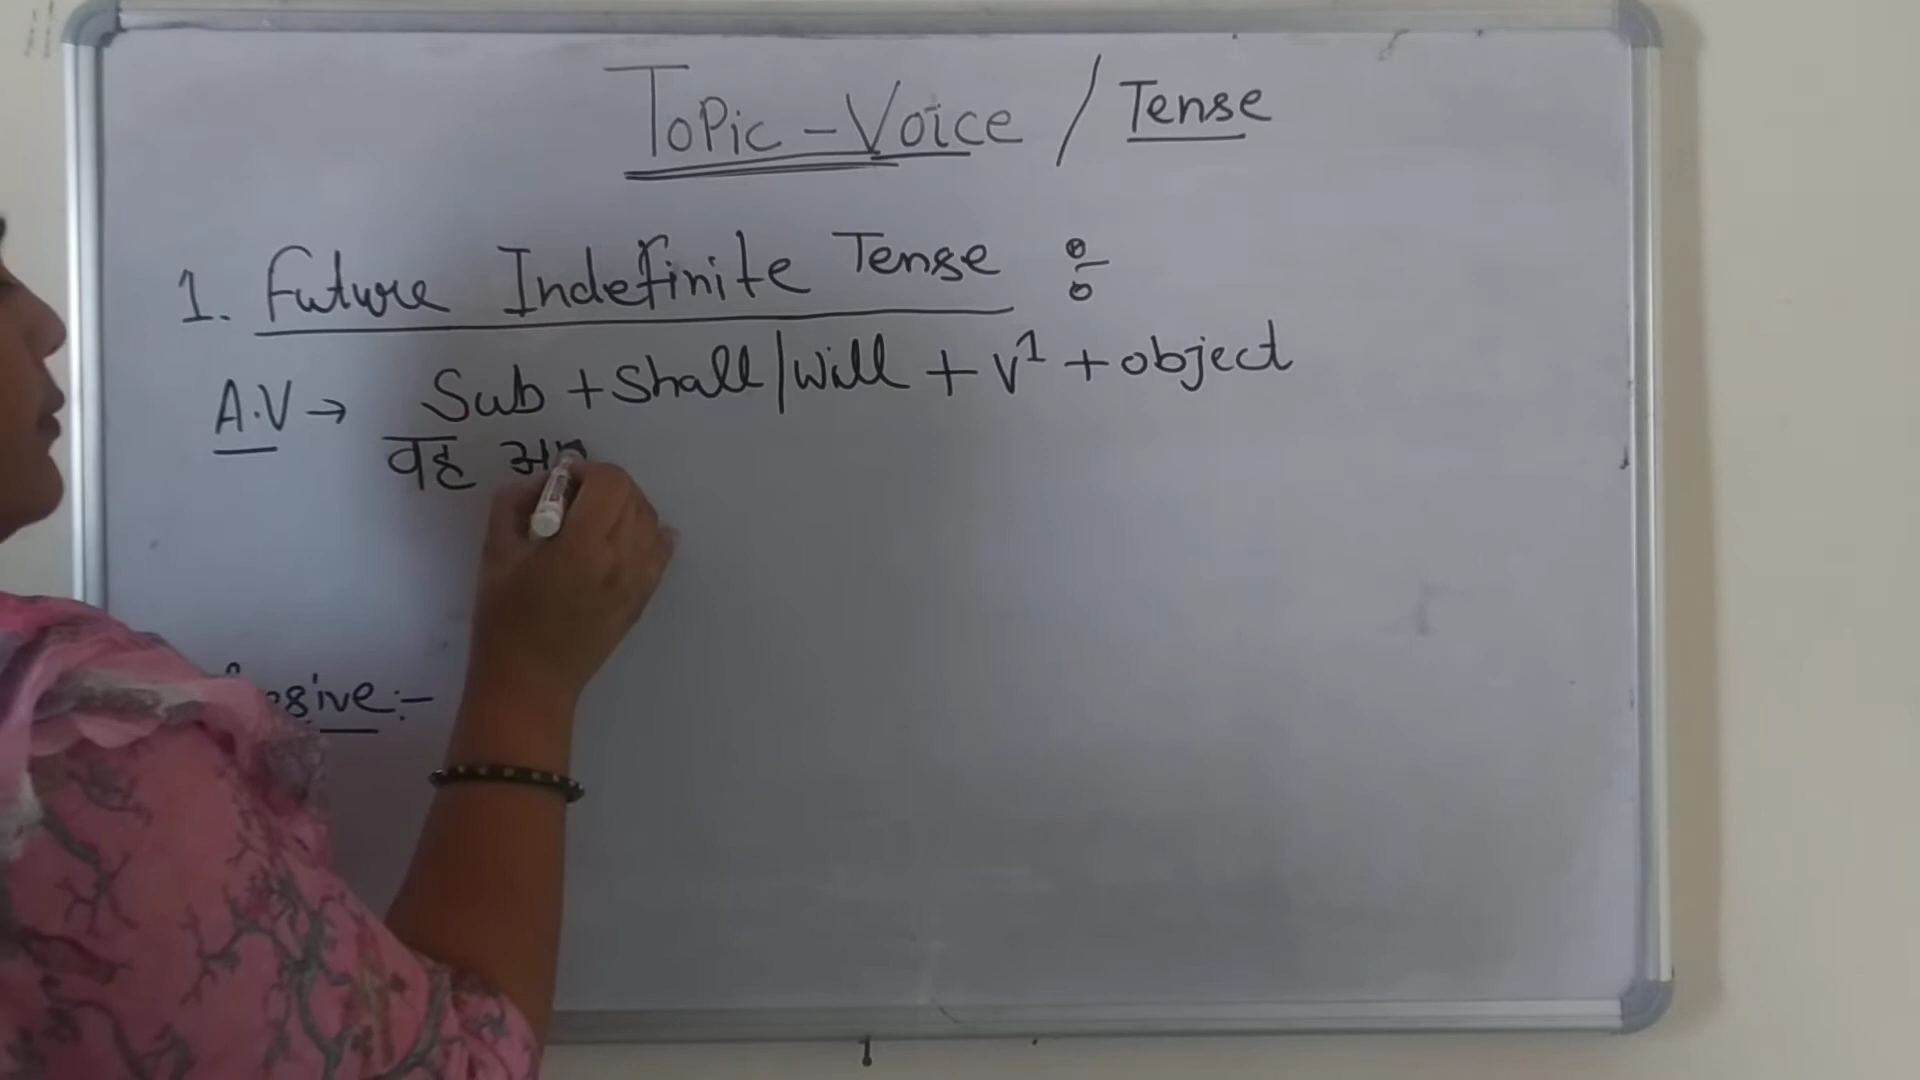 Topic - Voice / Tense
1. Future Indefinite Tense :
A.V → Sub + Shall/will + V¹ + object
वह